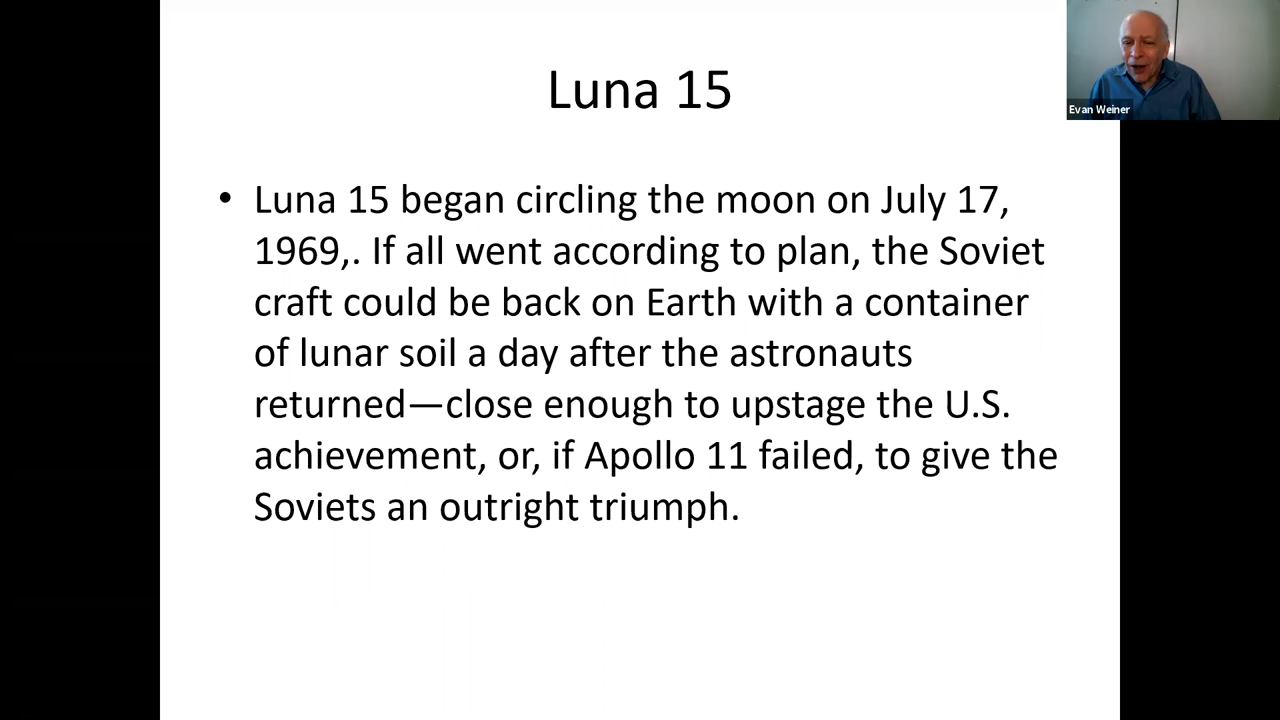 Luna 15
Evan Weiner
• Luna 15 began circling the moon on July 17,
1969,. If all went according to plan, the Soviet
craft could be back on Earth with a container
of lunar soil a day after the astronauts
returned—close enough to upstage the U.S.
achievement, or, if Apollo 11 failed, to give the
Soviets an outright triumph.